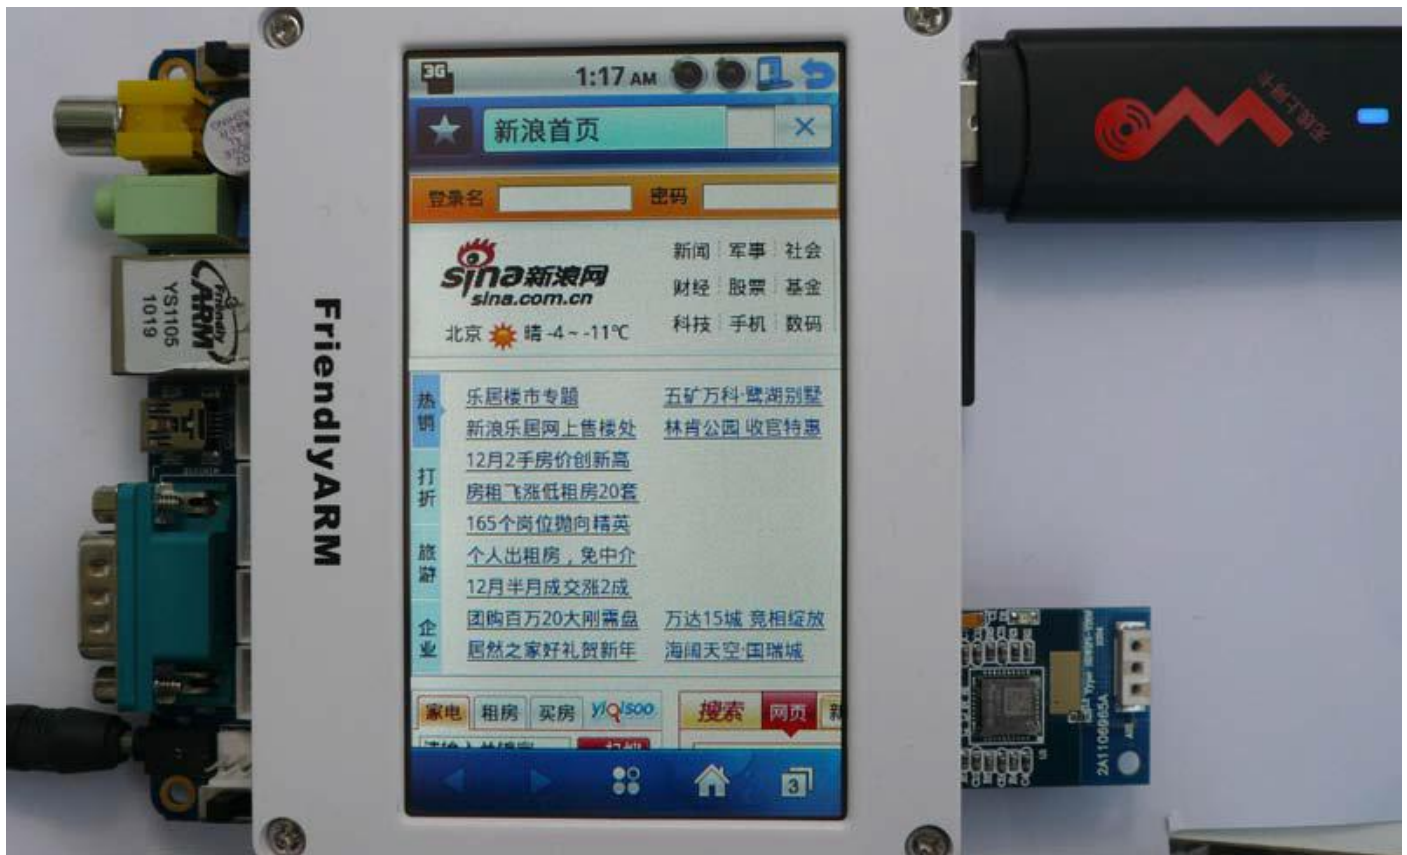 3G
1:17 AM
新浪首页
登录名
密码
sina新浪网
sina.com.cn
新闻 军事 社会
财经 股票 基金
科技 手机 数码
北京 晴 -4 ~ -11℃
热销
打折
旅游
企业
乐居楼市专题 五矿万科·鹭湖别墅
新浪乐居网上售楼处 林肯公园 收官特惠
12月2手房价创新高
房租飞涨低租房20套
165个岗位抛向精英
个人出租房，免中介
12月半月成交涨2成
团购百万20大刚需盘 万达15城 竞相绽放
居然之家好礼贺新年 海阔天空·国瑞城
家电 租房 买房 yiqisoo 搜索 网页
3
FriendlyARM
Friendly
ARM
YS1105
1019
无线上网卡
2A1106965A